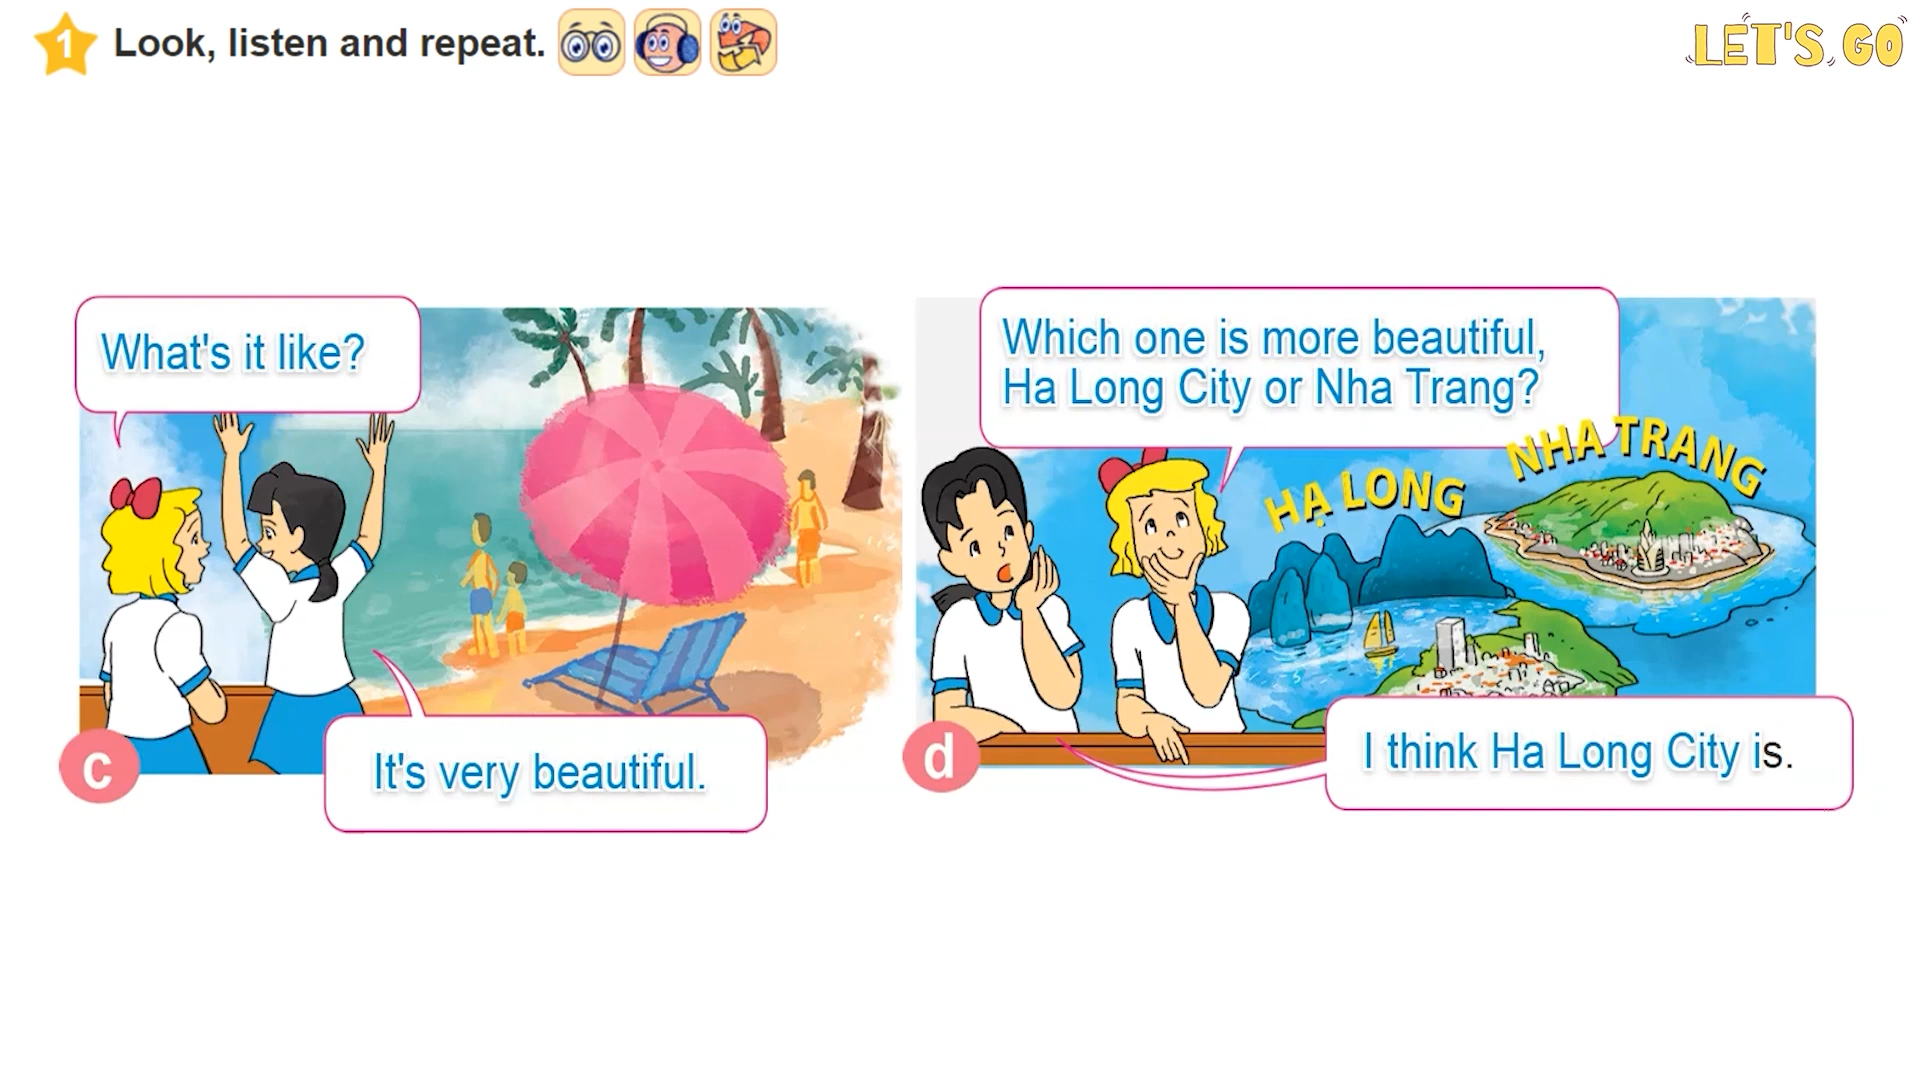 1 Look, listen and repeat.
LET'S GO
What's it like?
It's very beautiful.
c
Which one is more beautiful,
Ha Long City or Nha Trang?
HẠ LONG
NHA TRANG
I think Ha Long City is.
d